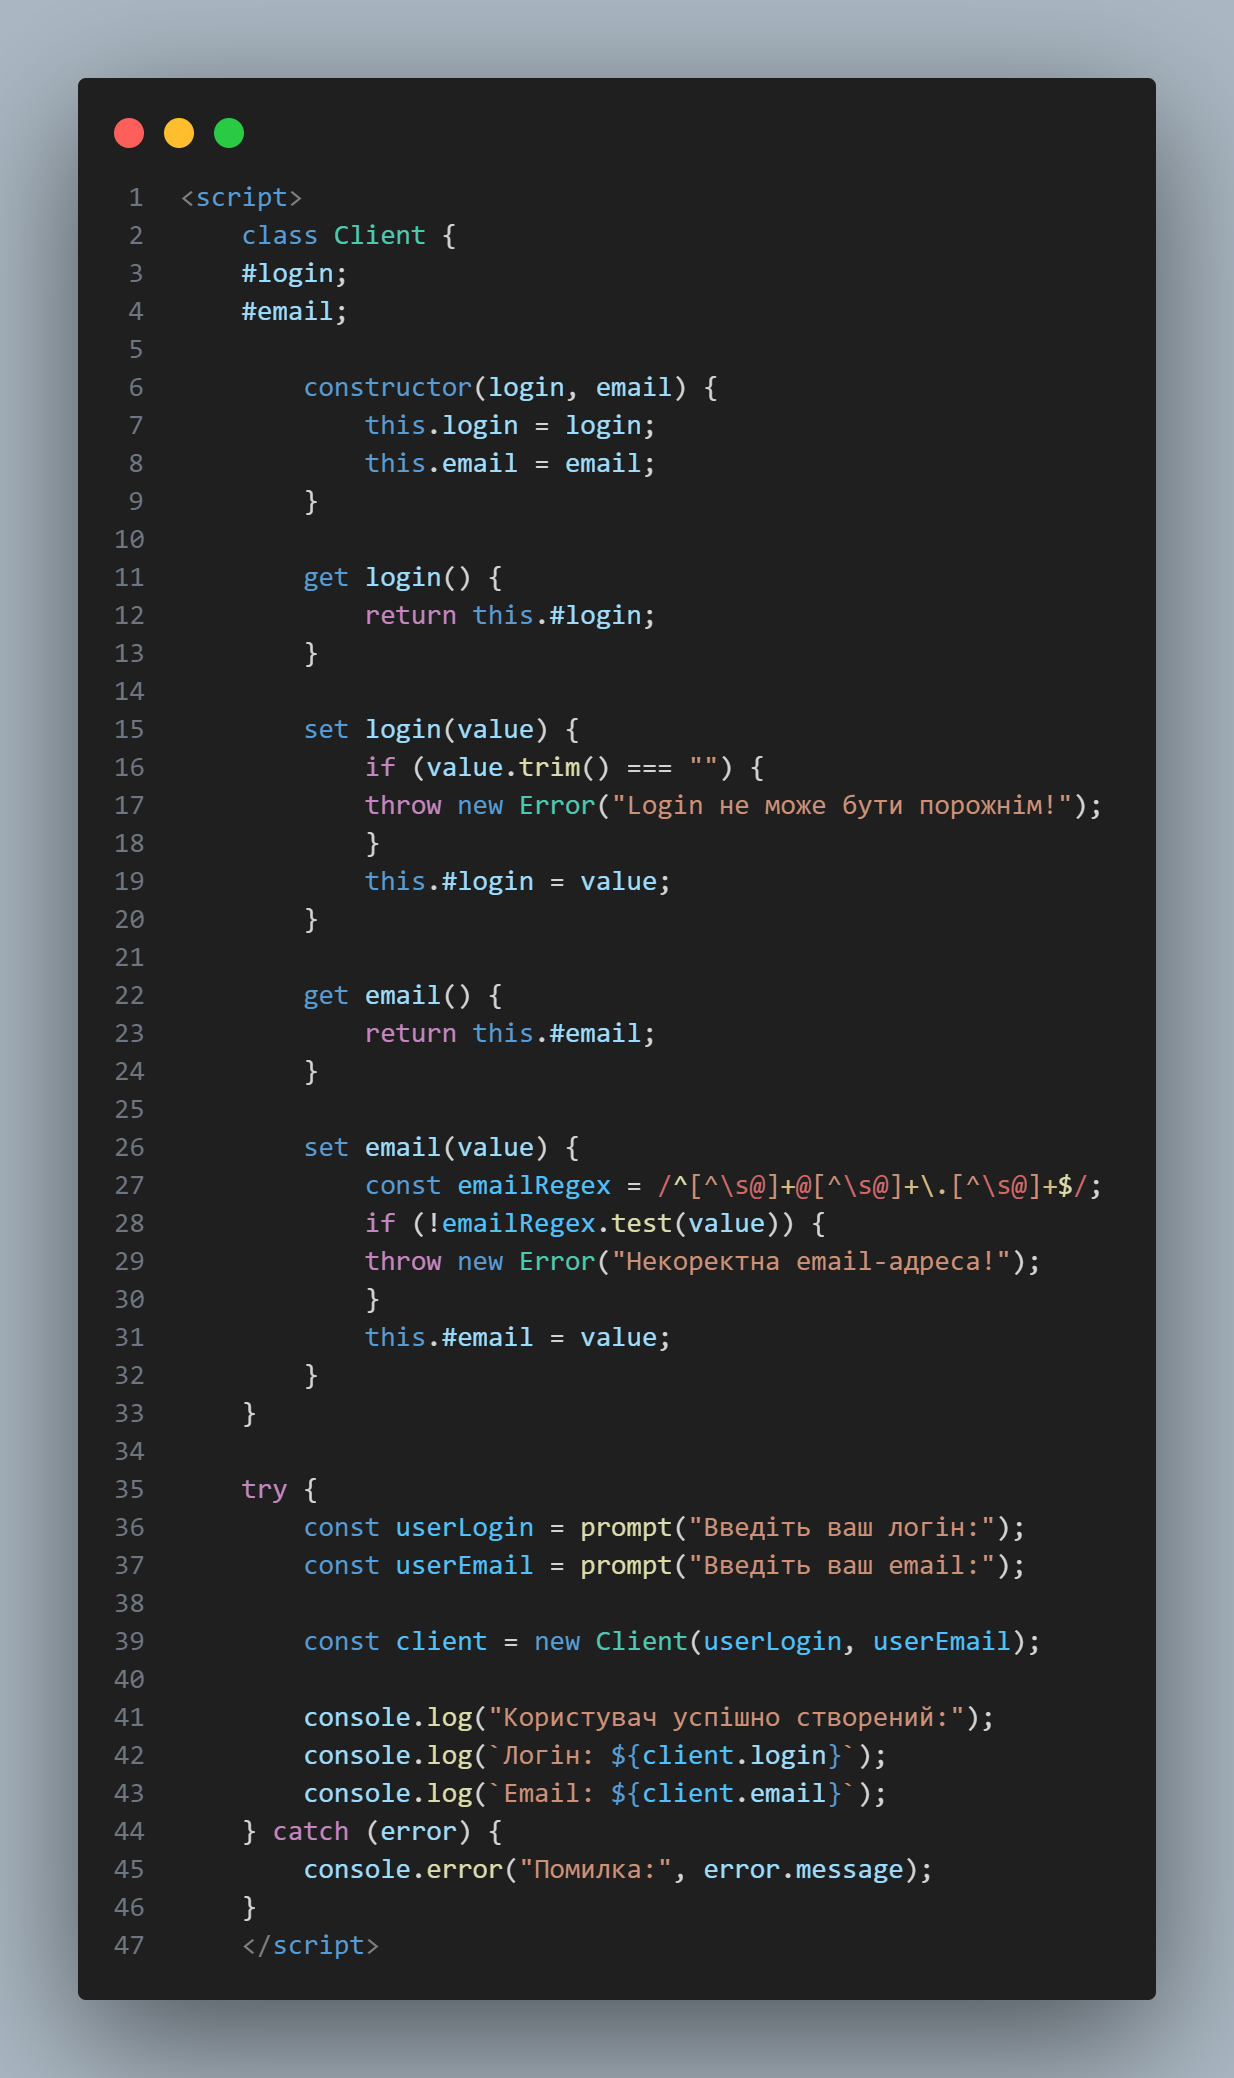 1 <script>
2 class Client {
3 #login;
4 #email;
5
6 constructor(login, email) {
7 this.login = login;
8 this.email = email;
9 }
10
11 get login() {
12 return this.#login;
13 }
14
15 set login(value) {
16 if (value.trim() === "") {
17 throw new Error("Login не може бути порожнім!");
18 }
19 this.#login = value;
20 }
21
22 get email() {
23 return this.#email;
24 }
25
26 set email(value) {
27 const emailRegex = /^[^\s@]+@[^\s@]+\.[^\s@]+$/;
28 if (!emailRegex.test(value)) {
29 throw new Error("Некоректна email-адреса!");
30 }
31 this.#email = value;
32 }
33 }
34
35 try {
36 const userLogin = prompt("Введіть ваш логін:");
37 const userEmail = prompt("Введіть ваш email:");
38
39 const client = new Client(userLogin, userEmail);
40
41 console.log("Користувач успішно створений:");
42 console.log(`Логін: ${client.login}`);
43 console.log(`Email: ${client.email}`);
44 } catch (error) {
45 console.error("Помилка:", error.message);
46 }
47 </script>